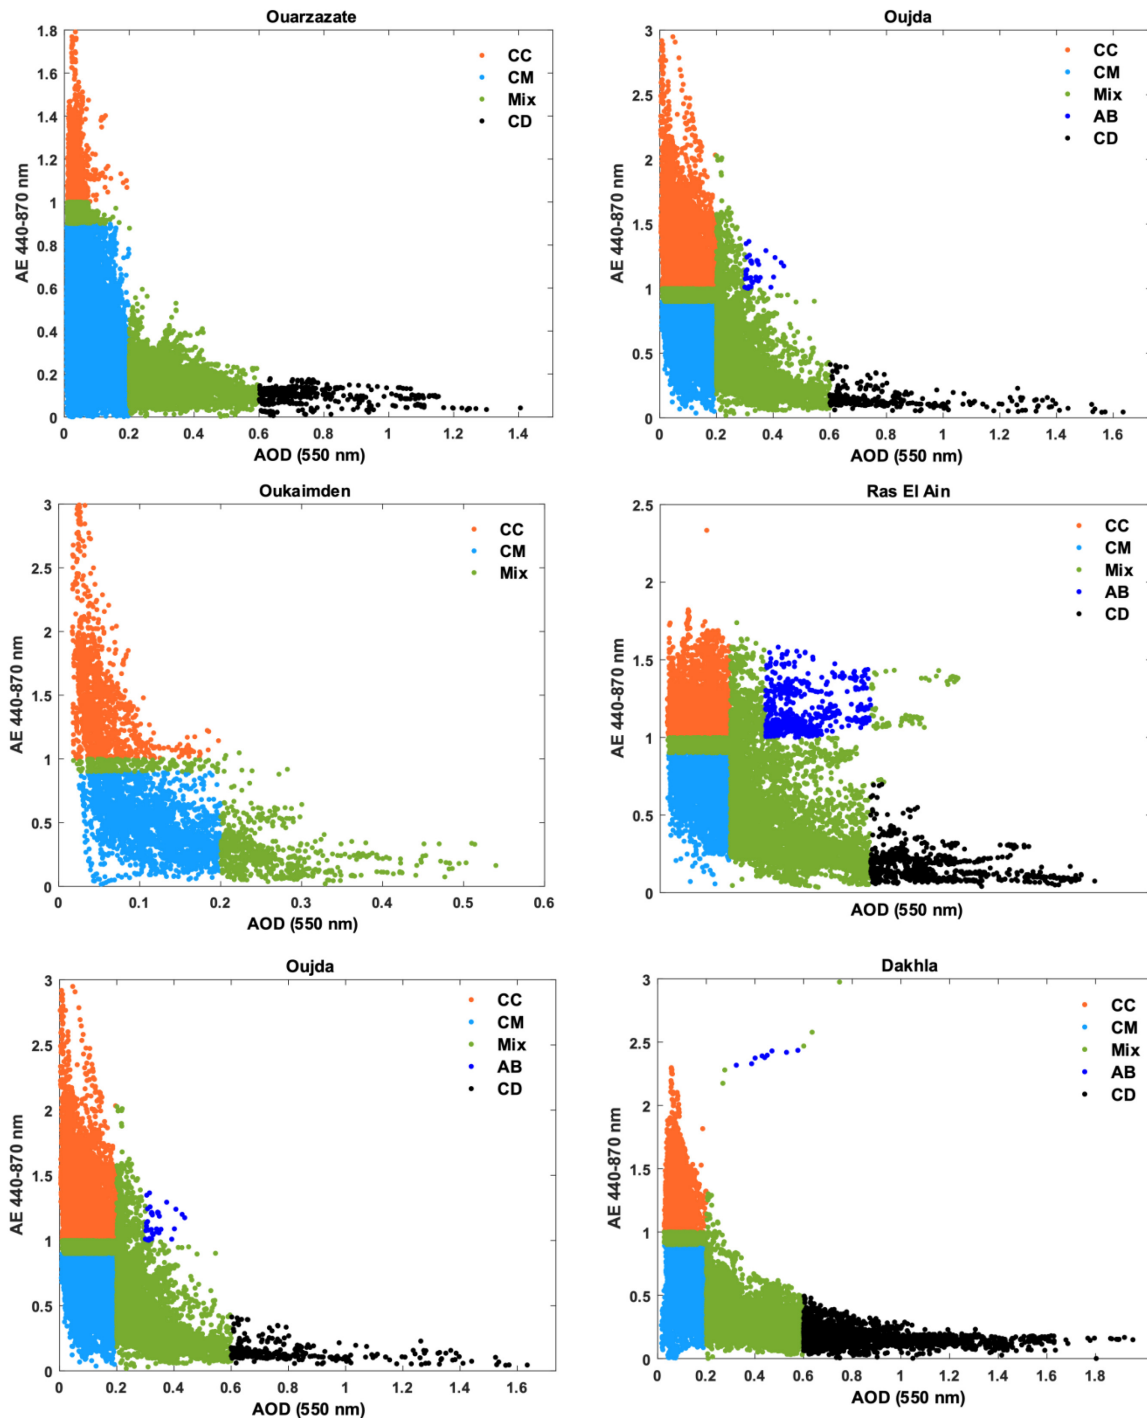 Ouarzazate
1.8
1.6
1.4
1.2
1
0.8
0.6
0.4
0.2
0
AE 440-870 nm
CC
CM
Mix
CD
0 0.2 0.4 0.6 0.8 1 1.2 1.4
AOD (550 nm)
Oujda
3
2.5
2
1.5
1
0.5
0
AE 440-870 nm
CC
CM
Mix
AB
CD
0 0.2 0.4 0.6 0.8 1 1.2 1.4 1.6
AOD (550 nm)
Oukaimden
3
2.5
2
1.5
1
0.5
0
AE 440-870 nm
CC
CM
Mix
0 0.1 0.2 0.3 0.4 0.5 0.6
AOD (550 nm)
Ras El Ain
2.5
2
1.5
1
0.5
0
AE 440-870 nm
CC
CM
Mix
AB
CD
AOD (550 nm)
Oujda
3
2.5
2
1.5
1
0.5
0
AE 440-870 nm
CC
CM
Mix
AB
CD
0 0.2 0.4 0.6 0.8 1 1.2 1.4 1.6
AOD (550 nm)
Dakhla
3
2.5
2
1.5
1
0.5
0
AE 440-870 nm
CC
CM
Mix
AB
CD
0 0.2 0.4 0.6 0.8 1 1.2 1.4 1.6 1.8
AOD (550 nm)